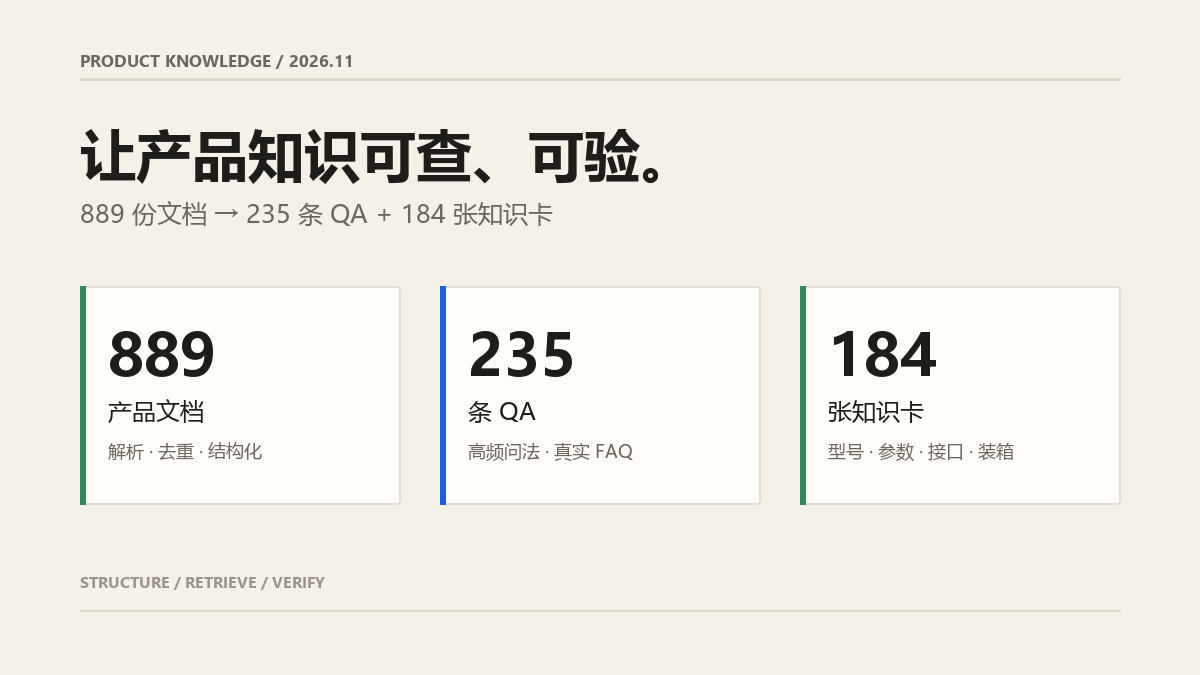 PRODUCT KNOWLEDGE / 2026.11
让产品知识可查、可验。
889 份文档 → 235 条 QA + 184 张知识卡
889
产品文档
解析 · 去重 · 结构化
235
条 QA
高频问法 · 真实 FAQ
184
张知识卡
型号 · 参数 · 接口 · 装箱
STRUCTURE / RETRIEVE / VERIFY